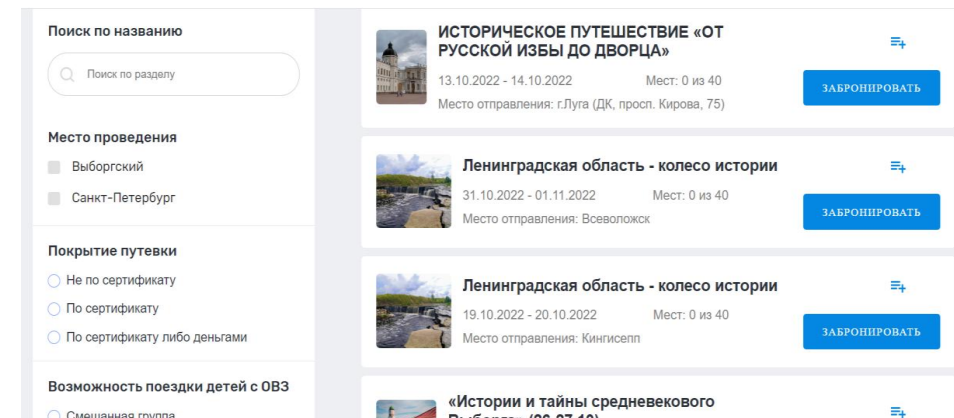 Поиск по названию
Поиск по разделу
Место проведения
Выборгский
Санкт-Петербург
Покрытие путевки
Не по сертификату
По сертификату
По сертификату либо деньгами
Возможность поездки детей с ОВЗ
Смешанная группа
ИСТОРИЧЕСКОЕ ПУТЕШЕСТВИЕ «ОТ
РУССКОЙ ИЗБЫ ДО ДВОРЦА»
13.10.2022 - 14.10.2022 Мест: 0 из 40
Место отправления: г.Луга (ДК, просп. Кирова, 75)
ЗАБРОНИРОВАТЬ
Ленинградская область - колесо истории
31.10.2022 - 01.11.2022 Мест: 0 из 40
Место отправления: Всеволожск
ЗАБРОНИРОВАТЬ
Ленинградская область - колесо истории
19.10.2022 - 20.10.2022 Мест: 0 из 40
Место отправления: Кингисепп
ЗАБРОНИРОВАТЬ
«Истории и тайны средневекового